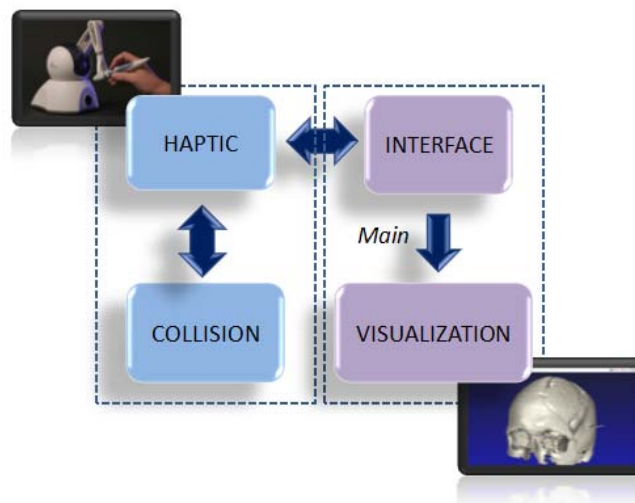 HAPTIC
INTERFACE
Main
COLLISION
VISUALIZATION